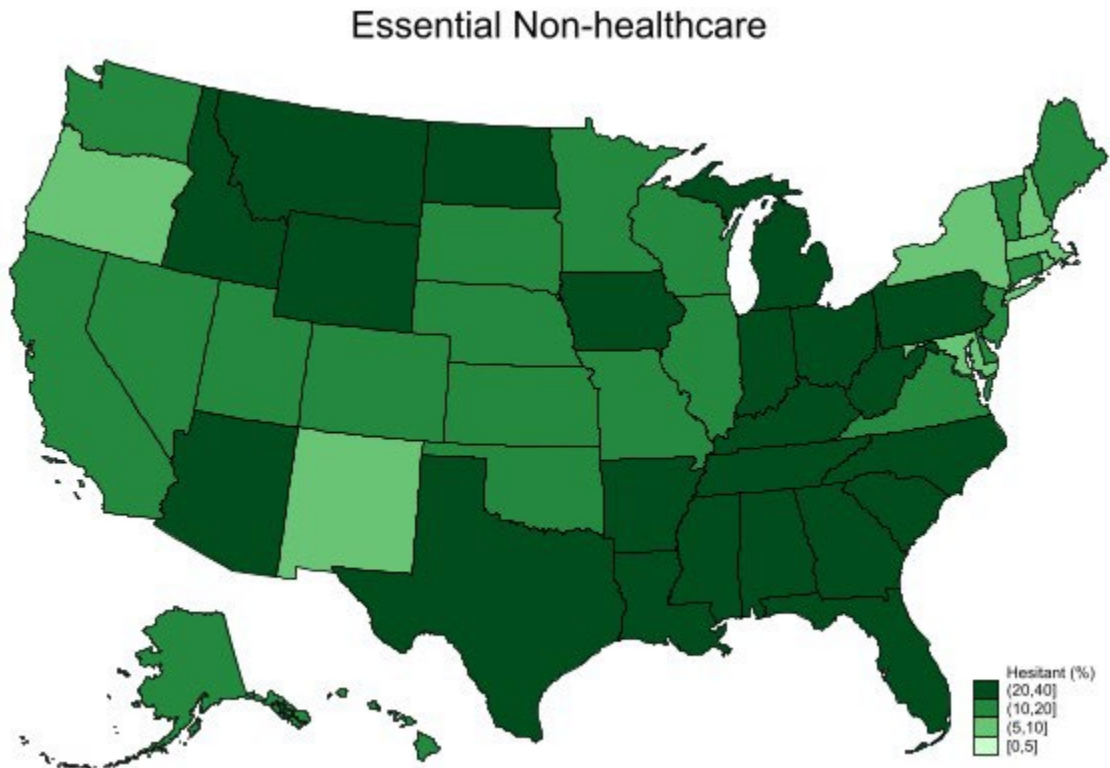 Essential Non-healthcare
Hesitant (%)
(20,40]
(10,20]
(5,10]
[0,5]